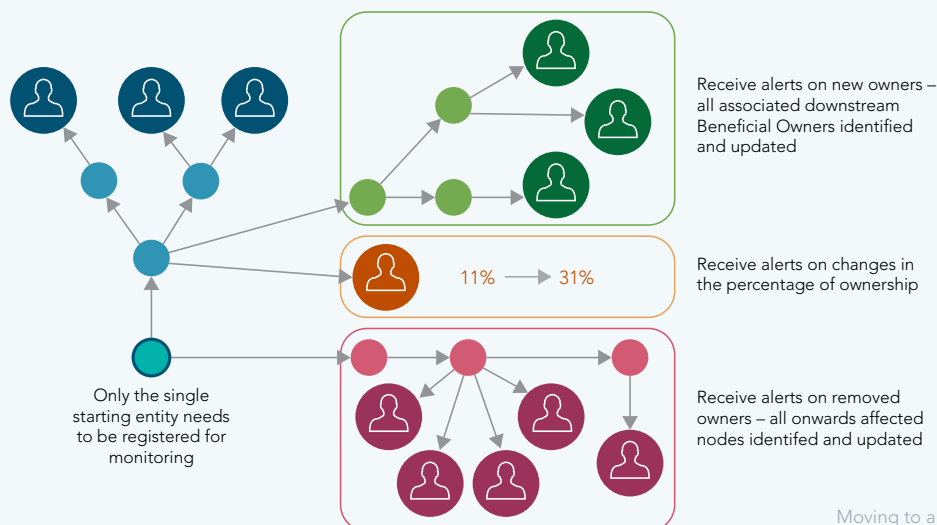 Receive alerts on new owners –
all associated downstream
Beneficial Owners identified
and updated
11% 31%
Receive alerts on changes in
the percentage of ownership
Only the single
starting entity needs
to be registered for
monitoring
Receive alerts on removed
owners – all onwards affected
nodes identifed and updated
Moving to a